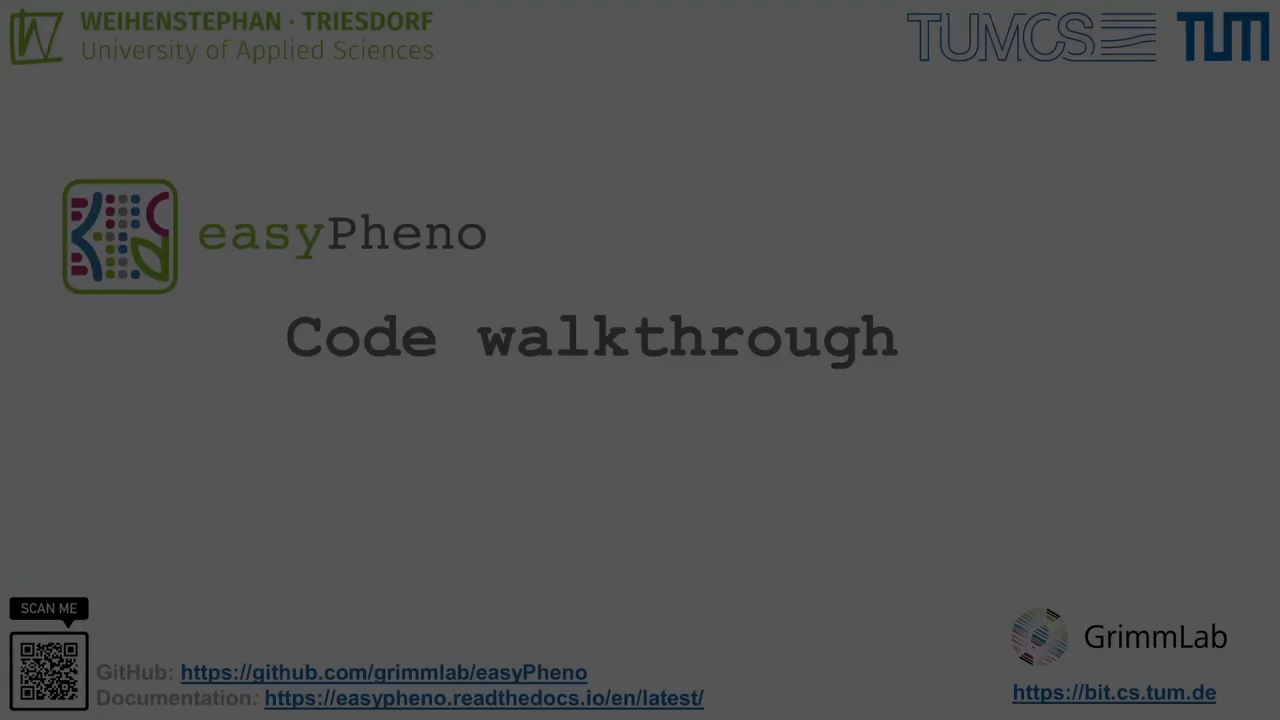 WEIHENSTEPHAN · TRIESDORF
University of Applied Sciences
TUMCS
TUM
easyPheno
Code walkthrough
SCAN ME
GitHub: https://github.com/grimmlab/easyPheno
Documentation: https://easypheno.readthedocs.io/en/latest/
GrimmLab
https://bit.cs.tum.de